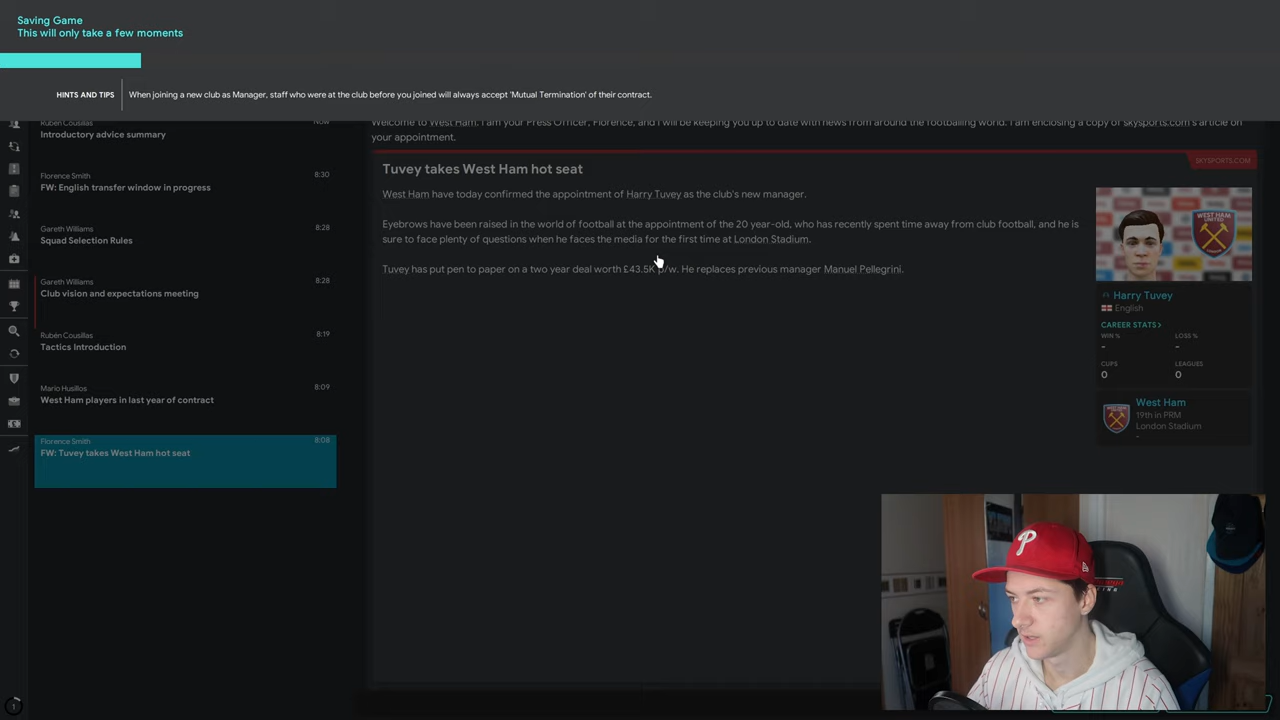 Saving Game
This will only take a few moments
HINTS AND TIPS
When joining a new club as Manager, staff who were at the club before you joined will always accept 'Mutual Termination' of their contract.
Rubén Cousillas
Now
Introductory advice summary
Florence Smith
8:30
FW: English transfer window in progress
Gareth Williams
8:28
Squad Selection Rules
Gareth Williams
8:28
Club vision and expectations meeting
Rubén Cousillas
8:19
Tactics Introduction
Mario Husillos
8:09
West Ham players in last year of contract
Florence Smith
8:08
FW: Tuvey takes West Ham hot seat
Welcome to West Ham. I am your Press Officer, Florence, and I will be keeping you up to date with news from around the footballing world. I am enclosing a copy of skysports.com's article on
your appointment.
SKYSPORTS.COM
Tuvey takes West Ham hot seat
West Ham have today confirmed the appointment of Harry Tuvey as the club's new manager.
Eyebrows have been raised in the world of football at the appointment of the 20 year-old, who has recently spent time away from club football, and he is
sure to face plenty of questions when he faces the media for the first time at London Stadium.
Tuvey has put pen to paper on a two year deal worth £43.5K p/w. He replaces previous manager Manuel Pellegrini.
Harry Tuvey
English
CAREER STATS >
WIN %
LOSS %
-
-
CUPS
LEAGUES
0
0
West Ham
19th in PRM
London Stadium
-
1
P